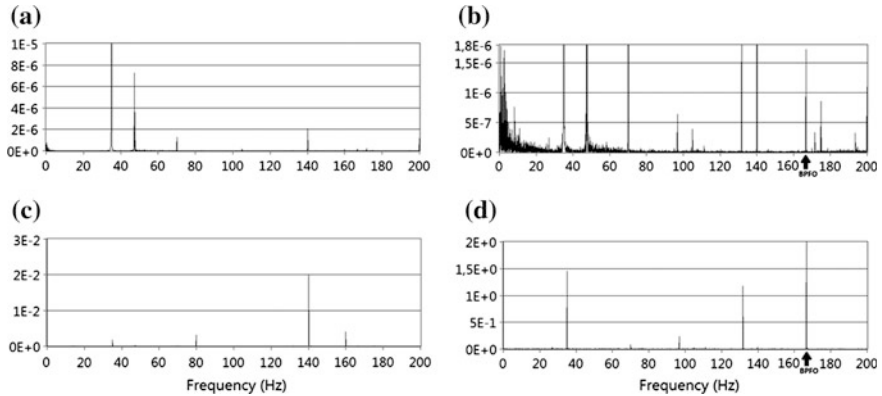 (a)
1E-5
8E-6
6E-6
4E-6
2E-6
0E+0
0 20 40 60 80 100 120 140 160 180 200
(b)
1,8E-6
1,5E-6
1E-6
5E-7
0E+0
0 20 40 60 80 100 120 140 160 180 200
BPFO
(c)
3E-2
2E-2
1E-2
0E+0
0 20 40 60 80 100 120 140 160 180 200
Frequency (Hz)
(d)
2E+0
1,5E+0
1E+0
5E-1
0E+0
0 20 40 60 80 100 120 140 160 180 200
BPFO
Frequency (Hz)